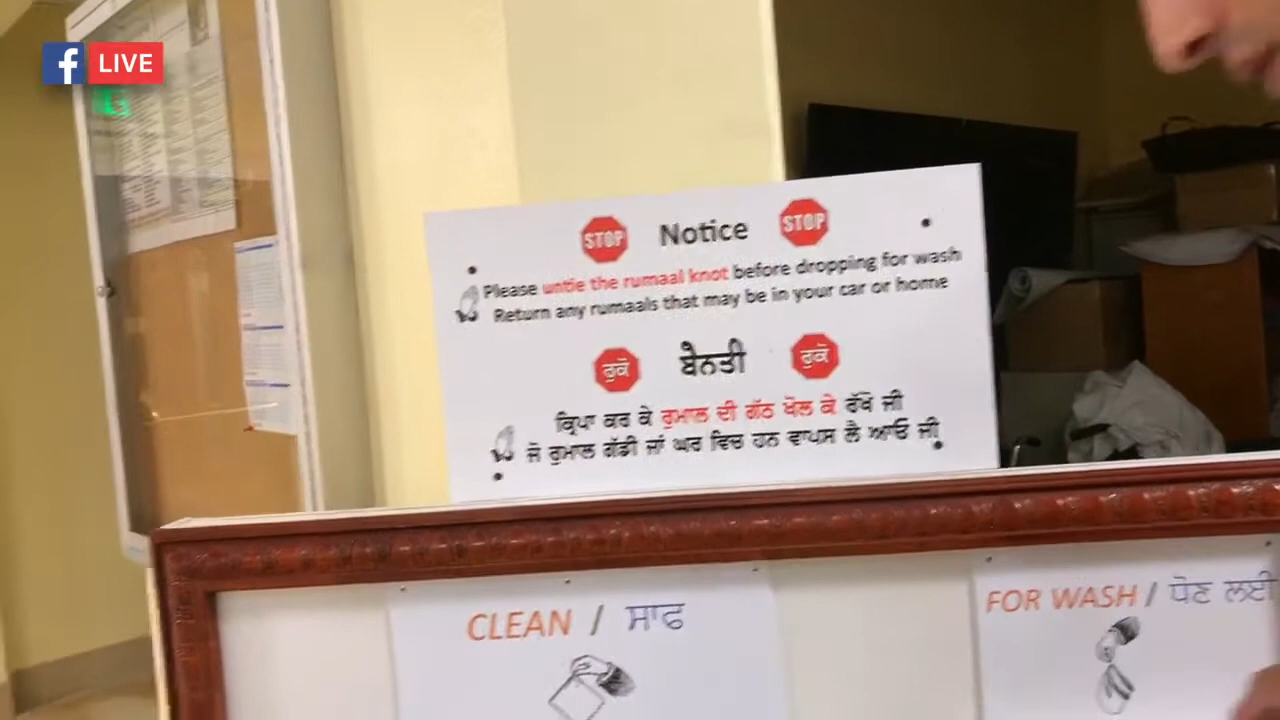 f LIVE
STOP Notice STOP
Please untie the rumaal knot before dropping for wash
Return any rumaals that may be in your car or home
ਰੁਕੋ ਬੇਨਤੀ ਰੁਕੋ
ਕ੍ਰਿਪਾ ਕਰ ਕੇ ਰੁਮਾਲ ਦੀ ਗੱਠ ਖੋਲ ਕੇ ਰੱਖੋ ਜੀ
ਜੋ ਰੁਮਾਲ ਗੱਡੀ ਜਾਂ ਘਰ ਵਿਚ ਹਨ ਵਾਪਸ ਲੈ ਆਓ ਜੀ
CLEAN / ਸਾਫ
FOR WASH / ਧੋਣ ਲਈ